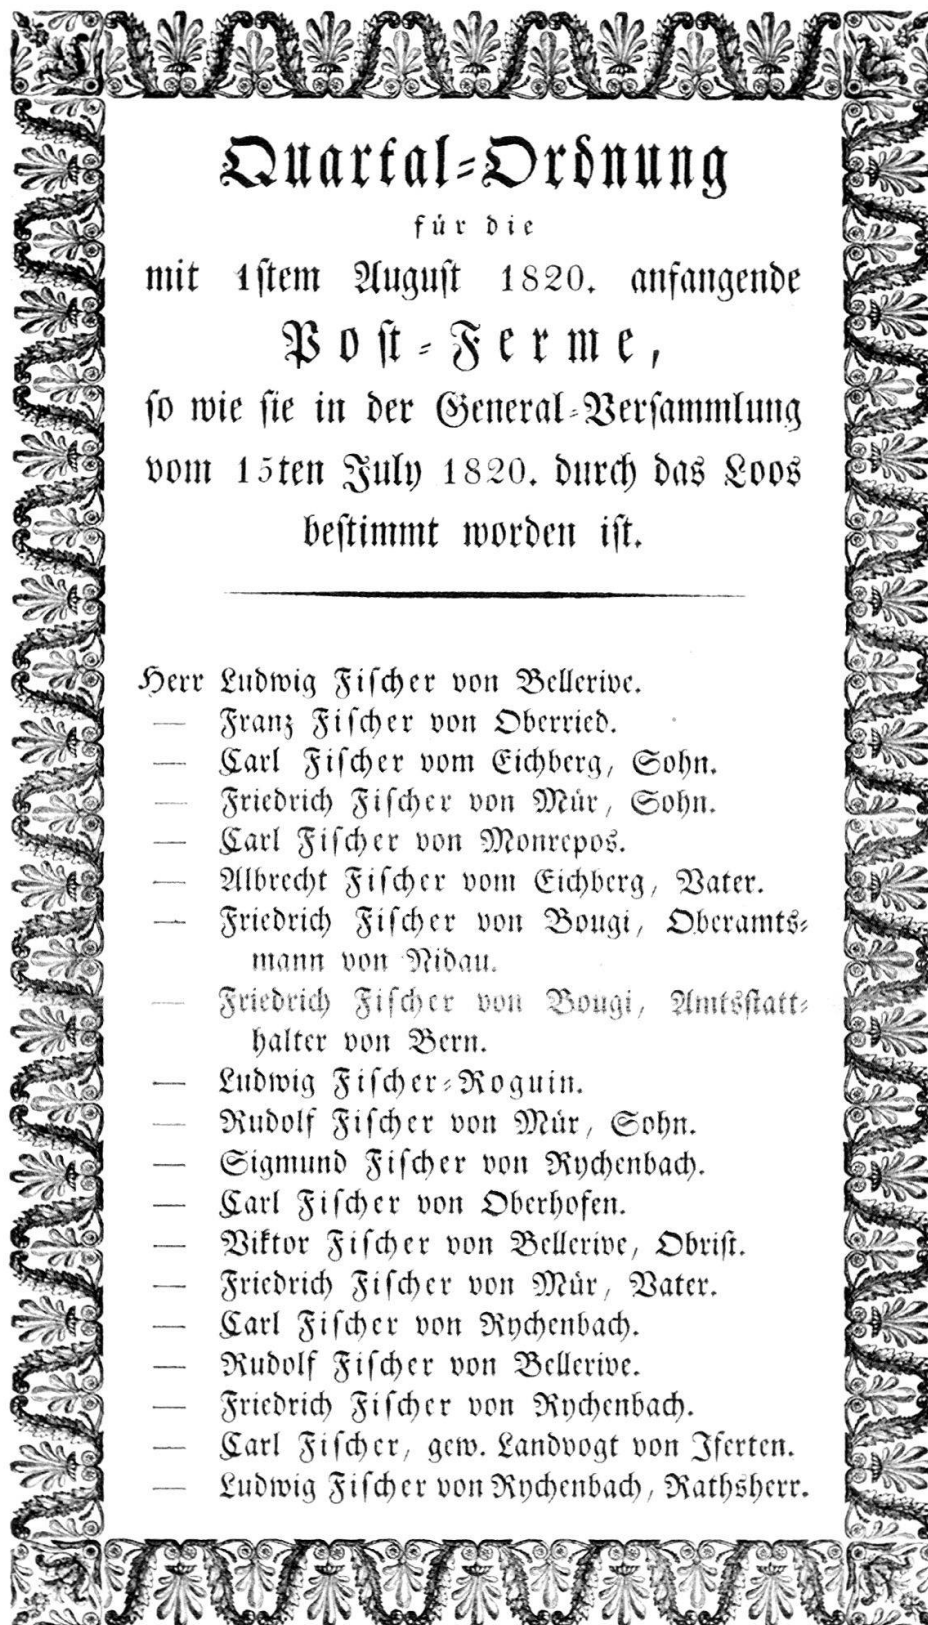 Quartal-Ordnung
für die
mit 1stem August 1820. anfangende
Post-Ferme,
so wie sie in der General-Versammlung
vom 15ten July 1820. durch das Loos
bestimmt worden ist.
Herr Ludwig Fischer von Bellerive.
— Franz Fischer von Oberried.
— Carl Fischer vom Eichberg, Sohn.
— Friedrich Fischer von Mür, Sohn.
— Carl Fischer von Monrepos.
— Albrecht Fischer vom Eichberg, Vater.
— Friedrich Fischer von Bougi, Oberamts-
mann von Nidau.
— Friedrich Fischer von Bougi, Amtsstatt-
halter von Bern.
— Ludwig Fischer-Roguin.
— Rudolf Fischer von Mür, Sohn.
— Sigmund Fischer von Rychenbach.
— Carl Fischer von Oberhofen.
— Viktor Fischer von Bellerive, Obrist.
— Friedrich Fischer von Mür, Vater.
— Carl Fischer von Rychenbach.
— Rudolf Fischer von Bellerive.
— Friedrich Fischer von Rychenbach.
— Carl Fischer, gew. Landvogt von Iferten.
— Ludwig Fischer von Rychenbach, Rathsherr.